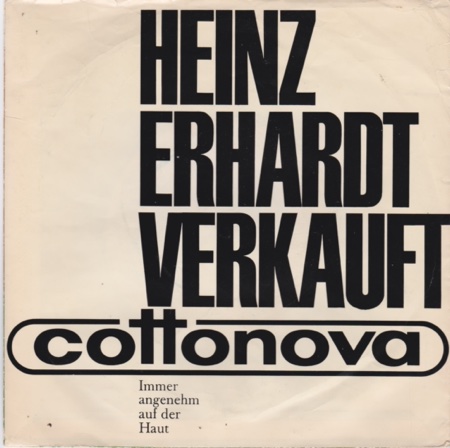 HEINZ
ERHARDT
VERKAUFT
cottonova
Immer
angenehm
auf der
Haut